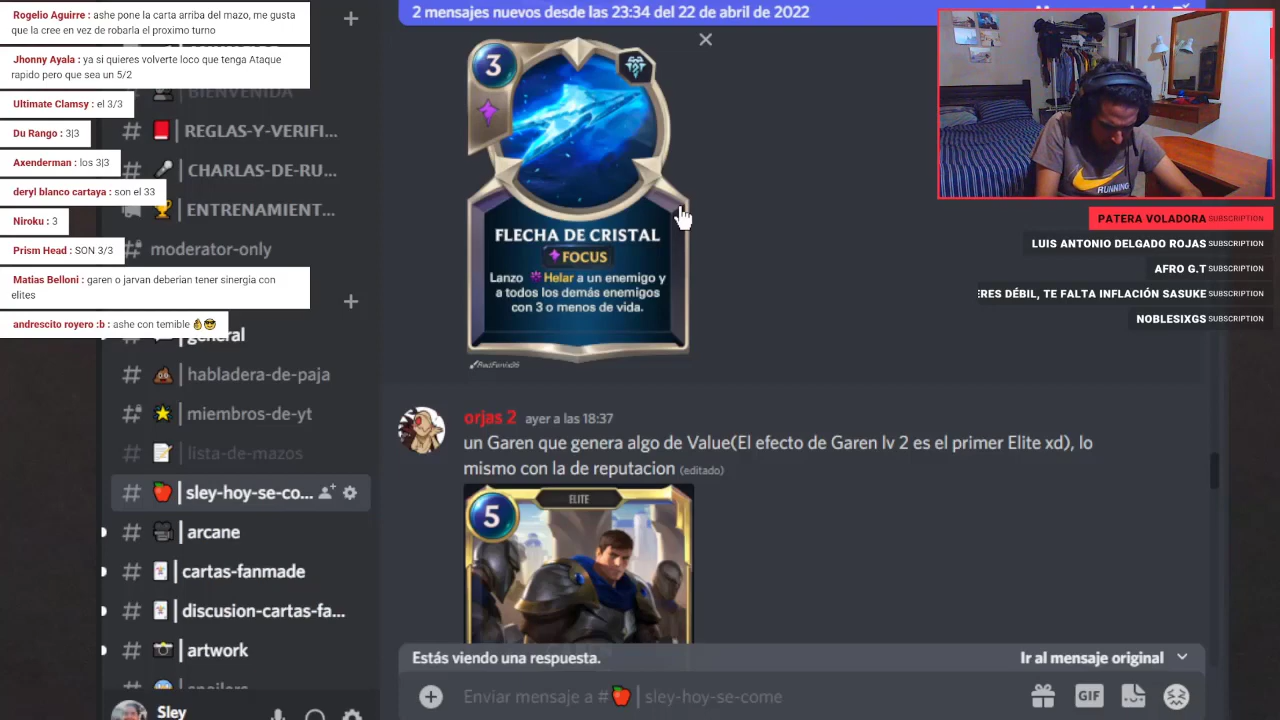 Rogelio Aguirre : ashe pone la carta arriba del mazo, me gusta
que la cree en vez de robarla el proximo turno
Jhonny Ayala : ya si quieres volverte loco que tenga Ataque
rapido pero que sea un 5/2
Ultimate Clamsy : el 3/3
Du Rango : 3|3
Axenderman : los 3|3
deryl blanco cartaya : son el 33
Niroku : 3
Prism Head : SON 3/3
Matias Belloni : garen o jarvan deberian tener sinergia con
elites
andrescito royero :b : ashe con temible
BIENVENIDA
# | REGLAS-Y-VERIFI...
# | CHARLAS-DE-RU...
| ENTRENAMIENT...
# moderator-only
| general
# | habladera-de-paja
# | miembros-de-yt
# | lista-de-mazos
# | sley-hoy-se-co...
# | arcane
# | cartas-fanmade
# | discusion-cartas-fa...
# | artwork
Sley
2 mensajes nuevos desde las 23:34 del 22 de abril de 2022
3
FLECHA DE CRISTAL
FOCUS
Lanzo Helar a un enemigo y
a todos los demás enemigos
con 3 o menos de vida.
orjas 2 ayer a las 18:37
un Garen que genera algo de Value(El efecto de Garen lv 2 es el primer Elite xd), lo
mismo con la de reputacion (editado)
ELITE
5
Estás viendo una respuesta.
Ir al mensaje original
Enviar mensaje a # | sley-hoy-se-come
GIF
RUNNING
PATERA VOLADORA SUBSCRIPTION
LUIS ANTONIO DELGADO ROJAS SUBSCRIPTION
AFRO G.T SUBSCRIPTION
ERES DÉBIL, TE FALTA INFLACIÓN SASUKE SUBSCRIPTION
NOBLESIXGS SUBSCRIPTION